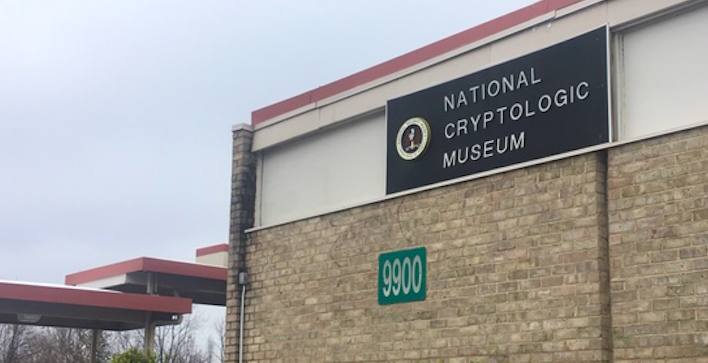 NATIONAL
CRYPTOLOGIC
MUSEUM
9900